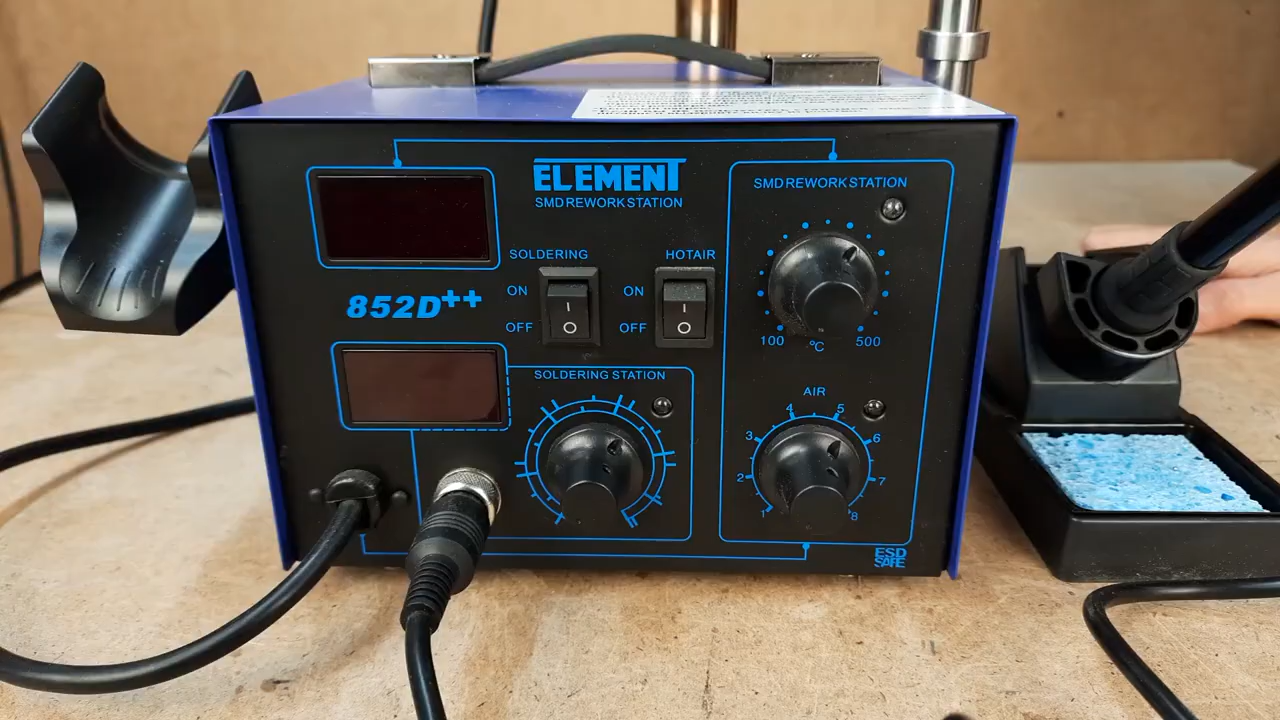 ELEMENT
SMD REWORK STATION
852D++
SOLDERING
ON
OFF
I
O
HOTAIR
ON
OFF
I
O
SOLDERING STATION
SMD REWORK STATION
100
°C
500
AIR
1
2
3
4
5
6
7
8
ESD
SAFE